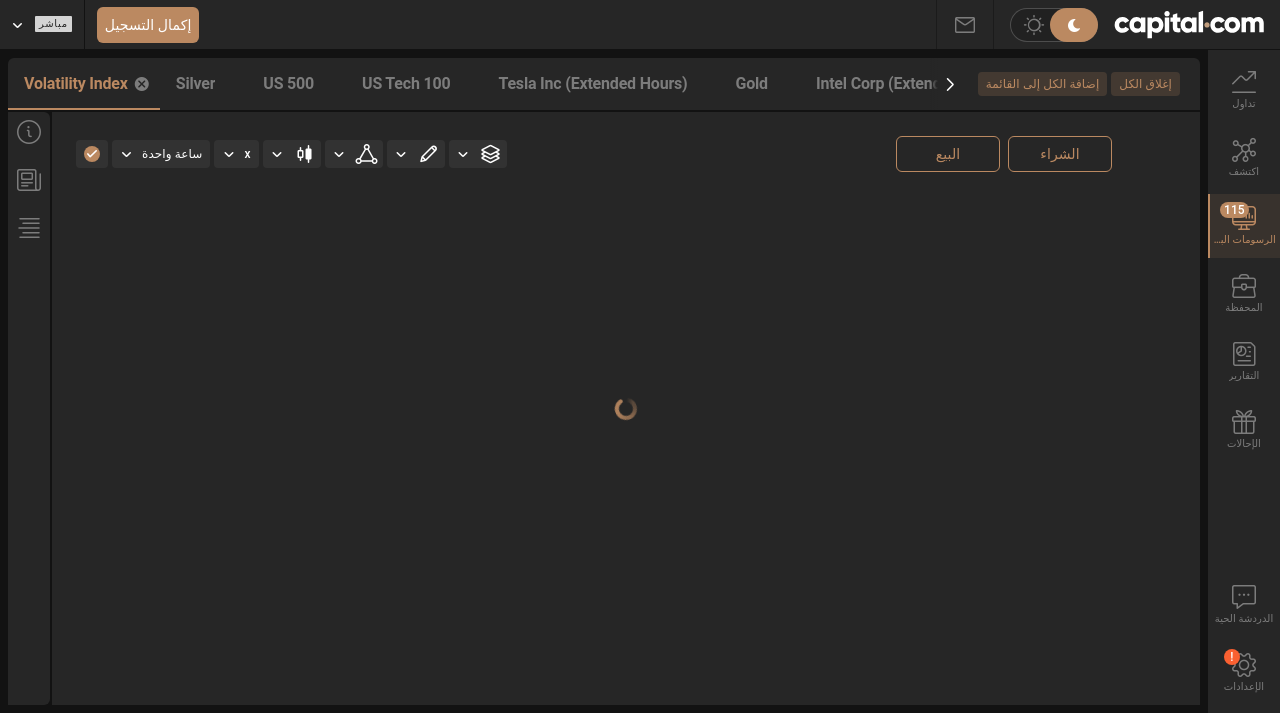 capital.com
إكمال التسجيل
مباشر
إغلاق الكل
إضافة الكل إلى القائمة
Volatility Index
Silver
US 500
US Tech 100
Tesla Inc (Extended Hours)
Gold
Intel Corp (Extenc
الشراء
البيع
x
ساعة واحدة
تداول
اكتشف
115
الرسومات الب...
المحفظة
التقارير
الإحالات
الدردشة الحية
!
الإعدادات